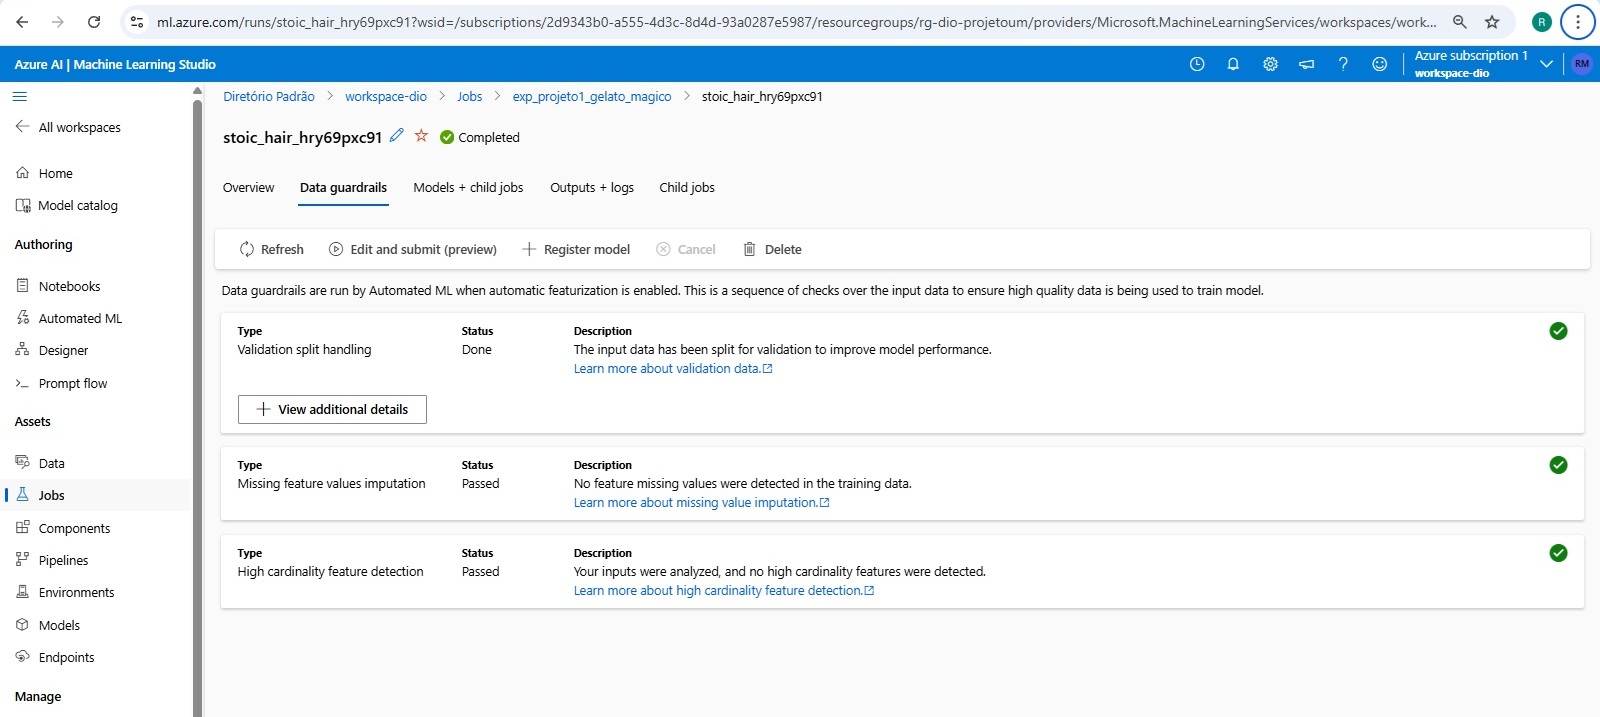 ml.azure.com/runs/stoic_hair_hry69pxc91?wsid=/subscriptions/2d9343b0-a555-4d3c-8d4d-93a0287e5987/resourcegroups/rg-dio-projetoum/providers/Microsoft.MachineLearningServices/workspaces/work...
R
Azure AI | Machine Learning Studio
Azure subscription 1
workspace-dio
RM
All workspaces
Home
Model catalog
Authoring
Notebooks
Automated ML
Designer
Prompt flow
Assets
Data
Jobs
Components
Pipelines
Environments
Models
Endpoints
Manage
Diretório Padrão > workspace-dio > Jobs > exp_projeto1_gelato_magico > stoic_hair_hry69pxc91
stoic_hair_hry69pxc91 Completed
Overview Data guardrails Models + child jobs Outputs + logs Child jobs
Refresh Edit and submit (preview) Register model Cancel Delete
Data guardrails are run by Automated ML when automatic featurization is enabled. This is a sequence of checks over the input data to ensure high quality data is being used to train model.
Type Status Description
Validation split handling Done The input data has been split for validation to improve model performance.
Learn more about validation data.
View additional details
Type Status Description
Missing feature values imputation Passed No feature missing values were detected in the training data.
Learn more about missing value imputation.
Type Status Description
High cardinality feature detection Passed Your inputs were analyzed, and no high cardinality features were detected.
Learn more about high cardinality feature detection.